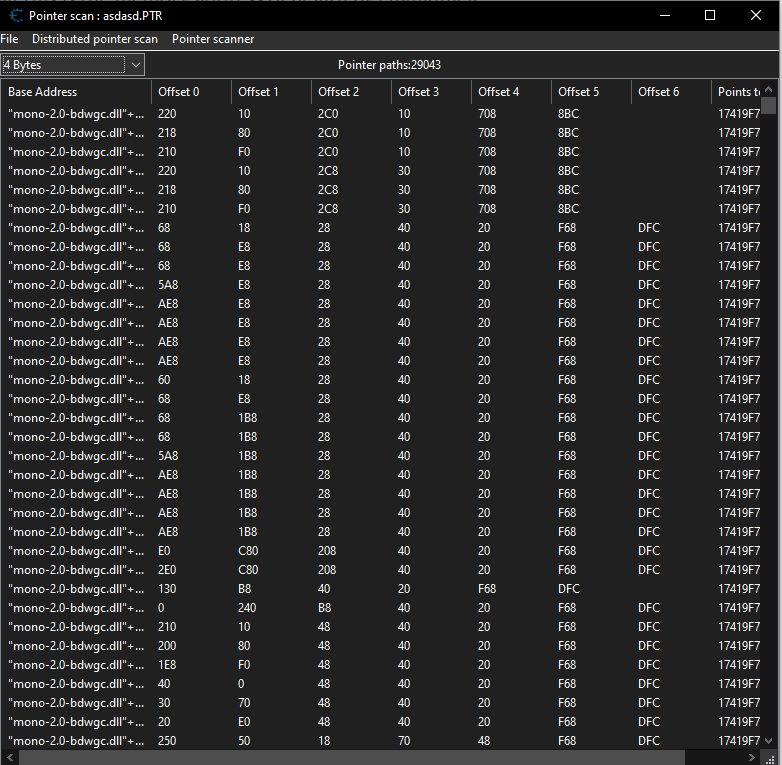 Pointer scan : asdasd.PTR
File Distributed pointer scan Pointer scanner
4 Bytes Pointer paths:29043
Base Address Offset 0 Offset 1 Offset 2 Offset 3 Offset 4 Offset 5 Offset 6 Points to
"mono-2.0-bdwgc.dll"+... 220 10 2C0 10 708 8BC 17419F7
"mono-2.0-bdwgc.dll"+... 218 80 2C0 10 708 8BC 17419F7
"mono-2.0-bdwgc.dll"+... 210 F0 2C0 10 708 8BC 17419F7
"mono-2.0-bdwgc.dll"+... 220 10 2C8 30 708 8BC 17419F7
"mono-2.0-bdwgc.dll"+... 218 80 2C8 30 708 8BC 17419F7
"mono-2.0-bdwgc.dll"+... 210 F0 2C8 30 708 8BC 17419F7
"mono-2.0-bdwgc.dll"+... 68 18 28 40 20 F68 DFC 17419F7
"mono-2.0-bdwgc.dll"+... 68 E8 28 40 20 F68 DFC 17419F7
"mono-2.0-bdwgc.dll"+... 68 E8 28 40 20 F68 DFC 17419F7
"mono-2.0-bdwgc.dll"+... 5A8 E8 28 40 20 F68 DFC 17419F7
"mono-2.0-bdwgc.dll"+... AE8 E8 28 40 20 F68 DFC 17419F7
"mono-2.0-bdwgc.dll"+... AE8 E8 28 40 20 F68 DFC 17419F7
"mono-2.0-bdwgc.dll"+... AE8 E8 28 40 20 F68 DFC 17419F7
"mono-2.0-bdwgc.dll"+... AE8 E8 28 40 20 F68 DFC 17419F7
"mono-2.0-bdwgc.dll"+... 60 18 28 40 20 F68 DFC 17419F7
"mono-2.0-bdwgc.dll"+... 68 E8 28 40 20 F68 DFC 17419F7
"mono-2.0-bdwgc.dll"+... 68 1B8 28 40 20 F68 DFC 17419F7
"mono-2.0-bdwgc.dll"+... 68 1B8 28 40 20 F68 DFC 17419F7
"mono-2.0-bdwgc.dll"+... 5A8 1B8 28 40 20 F68 DFC 17419F7
"mono-2.0-bdwgc.dll"+... AE8 1B8 28 40 20 F68 DFC 17419F7
"mono-2.0-bdwgc.dll"+... AE8 1B8 28 40 20 F68 DFC 17419F7
"mono-2.0-bdwgc.dll"+... AE8 1B8 28 40 20 F68 DFC 17419F7
"mono-2.0-bdwgc.dll"+... AE8 1B8 28 40 20 F68 DFC 17419F7
"mono-2.0-bdwgc.dll"+... E0 C80 208 40 20 F68 DFC 17419F7
"mono-2.0-bdwgc.dll"+... 2E0 C80 208 40 20 F68 DFC 17419F7
"mono-2.0-bdwgc.dll"+... 130 B8 40 20 F68 DFC 17419F7
"mono-2.0-bdwgc.dll"+... 0 240 B8 40 20 F68 DFC 17419F7
"mono-2.0-bdwgc.dll"+... 210 10 48 40 20 F68 DFC 17419F7
"mono-2.0-bdwgc.dll"+... 200 80 48 40 20 F68 DFC 17419F7
"mono-2.0-bdwgc.dll"+... 1E8 F0 48 40 20 F68 DFC 17419F7
"mono-2.0-bdwgc.dll"+... 40 0 48 40 20 F68 DFC 17419F7
"mono-2.0-bdwgc.dll"+... 30 70 48 40 20 F68 DFC 17419F7
"mono-2.0-bdwgc.dll"+... 20 E0 48 40 20 F68 DFC 17419F7
"mono-2.0-bdwgc.dll"+... 250 50 18 70 48 F68 DFC 17419F7